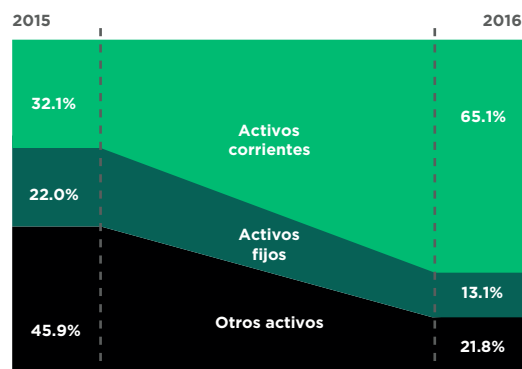 2015
2016
32.1%
65.1%
Activos
corrientes
22.0%
Activos
fijos
13.1%
45.9%
Otros activos
21.8%